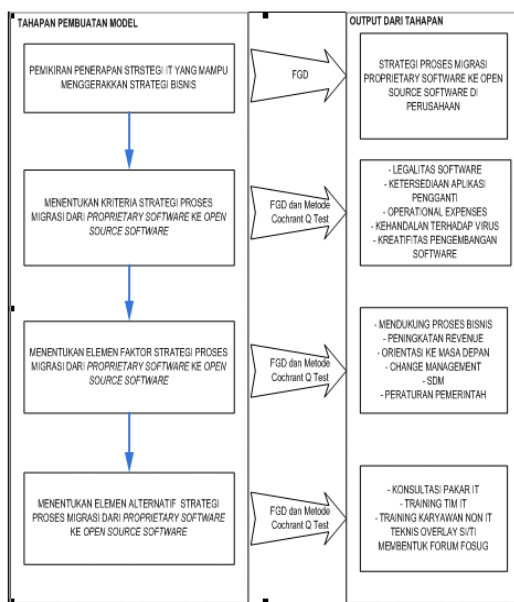 TAHAPAN PEMBUATAN MODEL
OUTPUT DARI TAHAPAN
PEMIKIRAN PENERAPAN STRSTEGI IT YANG MAMPU
MENGGERAKKAN STRATEGI BISNIS
FGD
STRATEGI PROSES MIGRASI
PROPRIETARY SOFTWARE KE OPEN
SOURCE SOFTWARE DI
PERUSAHAAN
MENENTUKAN KRITERIA STRATEGI PROSES
MIGRASI DARI PROPRIETARY SOFTWARE KE OPEN
SOURCE SOFTWARE
FGD dan Metode
Cochrant Q Test
- LEGALITAS SOFTWARE
- KETERSEDIAAN APLIKASI
PENGGANTI
- OPERATIONAL EXPENSES
- KEHANDALAN TERHADAP VIRUS
- KREATIFITAS PENGEMBANGAN
SOFTWARE
MENENTUKAN ELEMEN FAKTOR STRATEGI PROSES
MIGRASI DARI PROPRIETARY SOFTWARE KE OPEN
SOURCE SOFTWARE
FGD dan Metode
Cochrant Q Test
- MENDUKUNG PROSES BISNIS
- PENINGKATAN REVENUE
- ORIENTASI KE MASA DEPAN
- CHANGE MANAGEMENT
- SDM
- PERATURAN PEMERINTAH
MENENTUKAN ELEMEN ALTERNATIF STRATEGI
PROSES MIGRASI DARI PROPRIETARY SOFTWARE
KE OPEN SOURCE SOFTWARE
FGD dan Metode
Cochrant Q Test
- KONSULTASI PAKAR IT
- TRAINING TIM IT
- TRAINING KARYAWAN NON IT
TEKNIS OVERLAY SI/TI
MEMBENTUK FORUM FOSUG